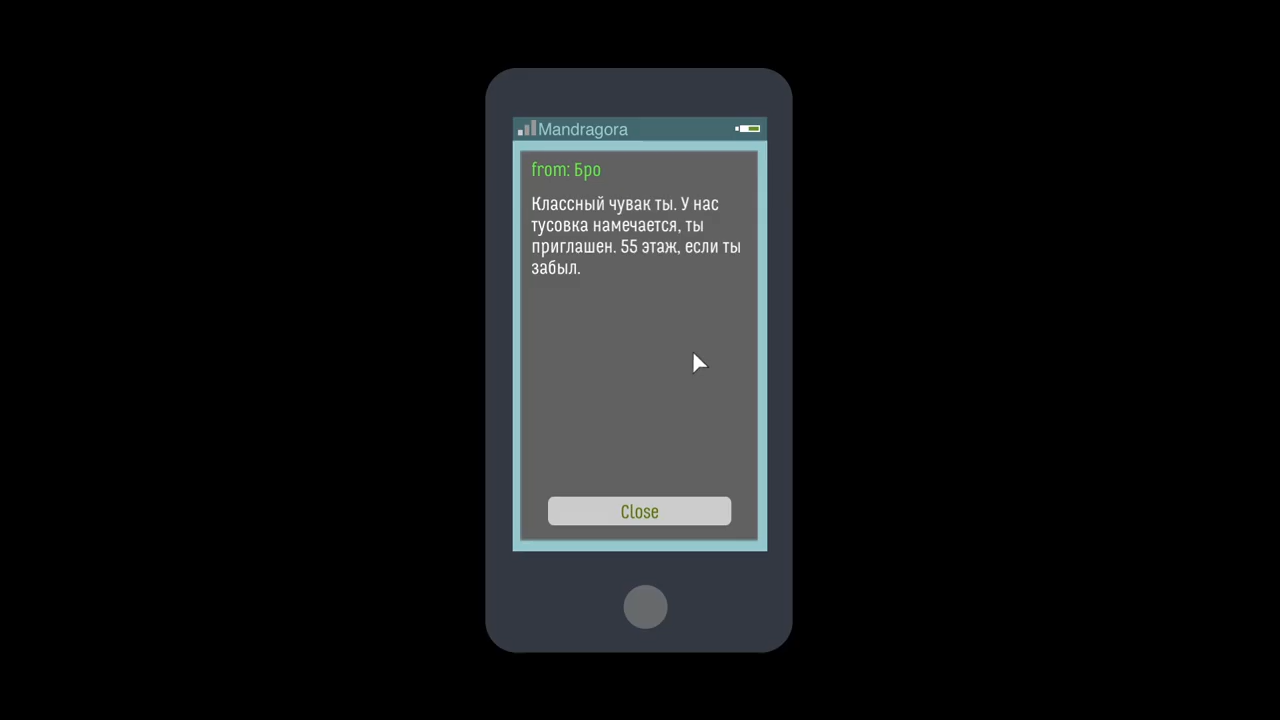 Mandragora
from: Бро
Классный чувак ты. У нас
тусовка намечается, ты
приглашен. 55 этаж, если ты
забыл.
Close